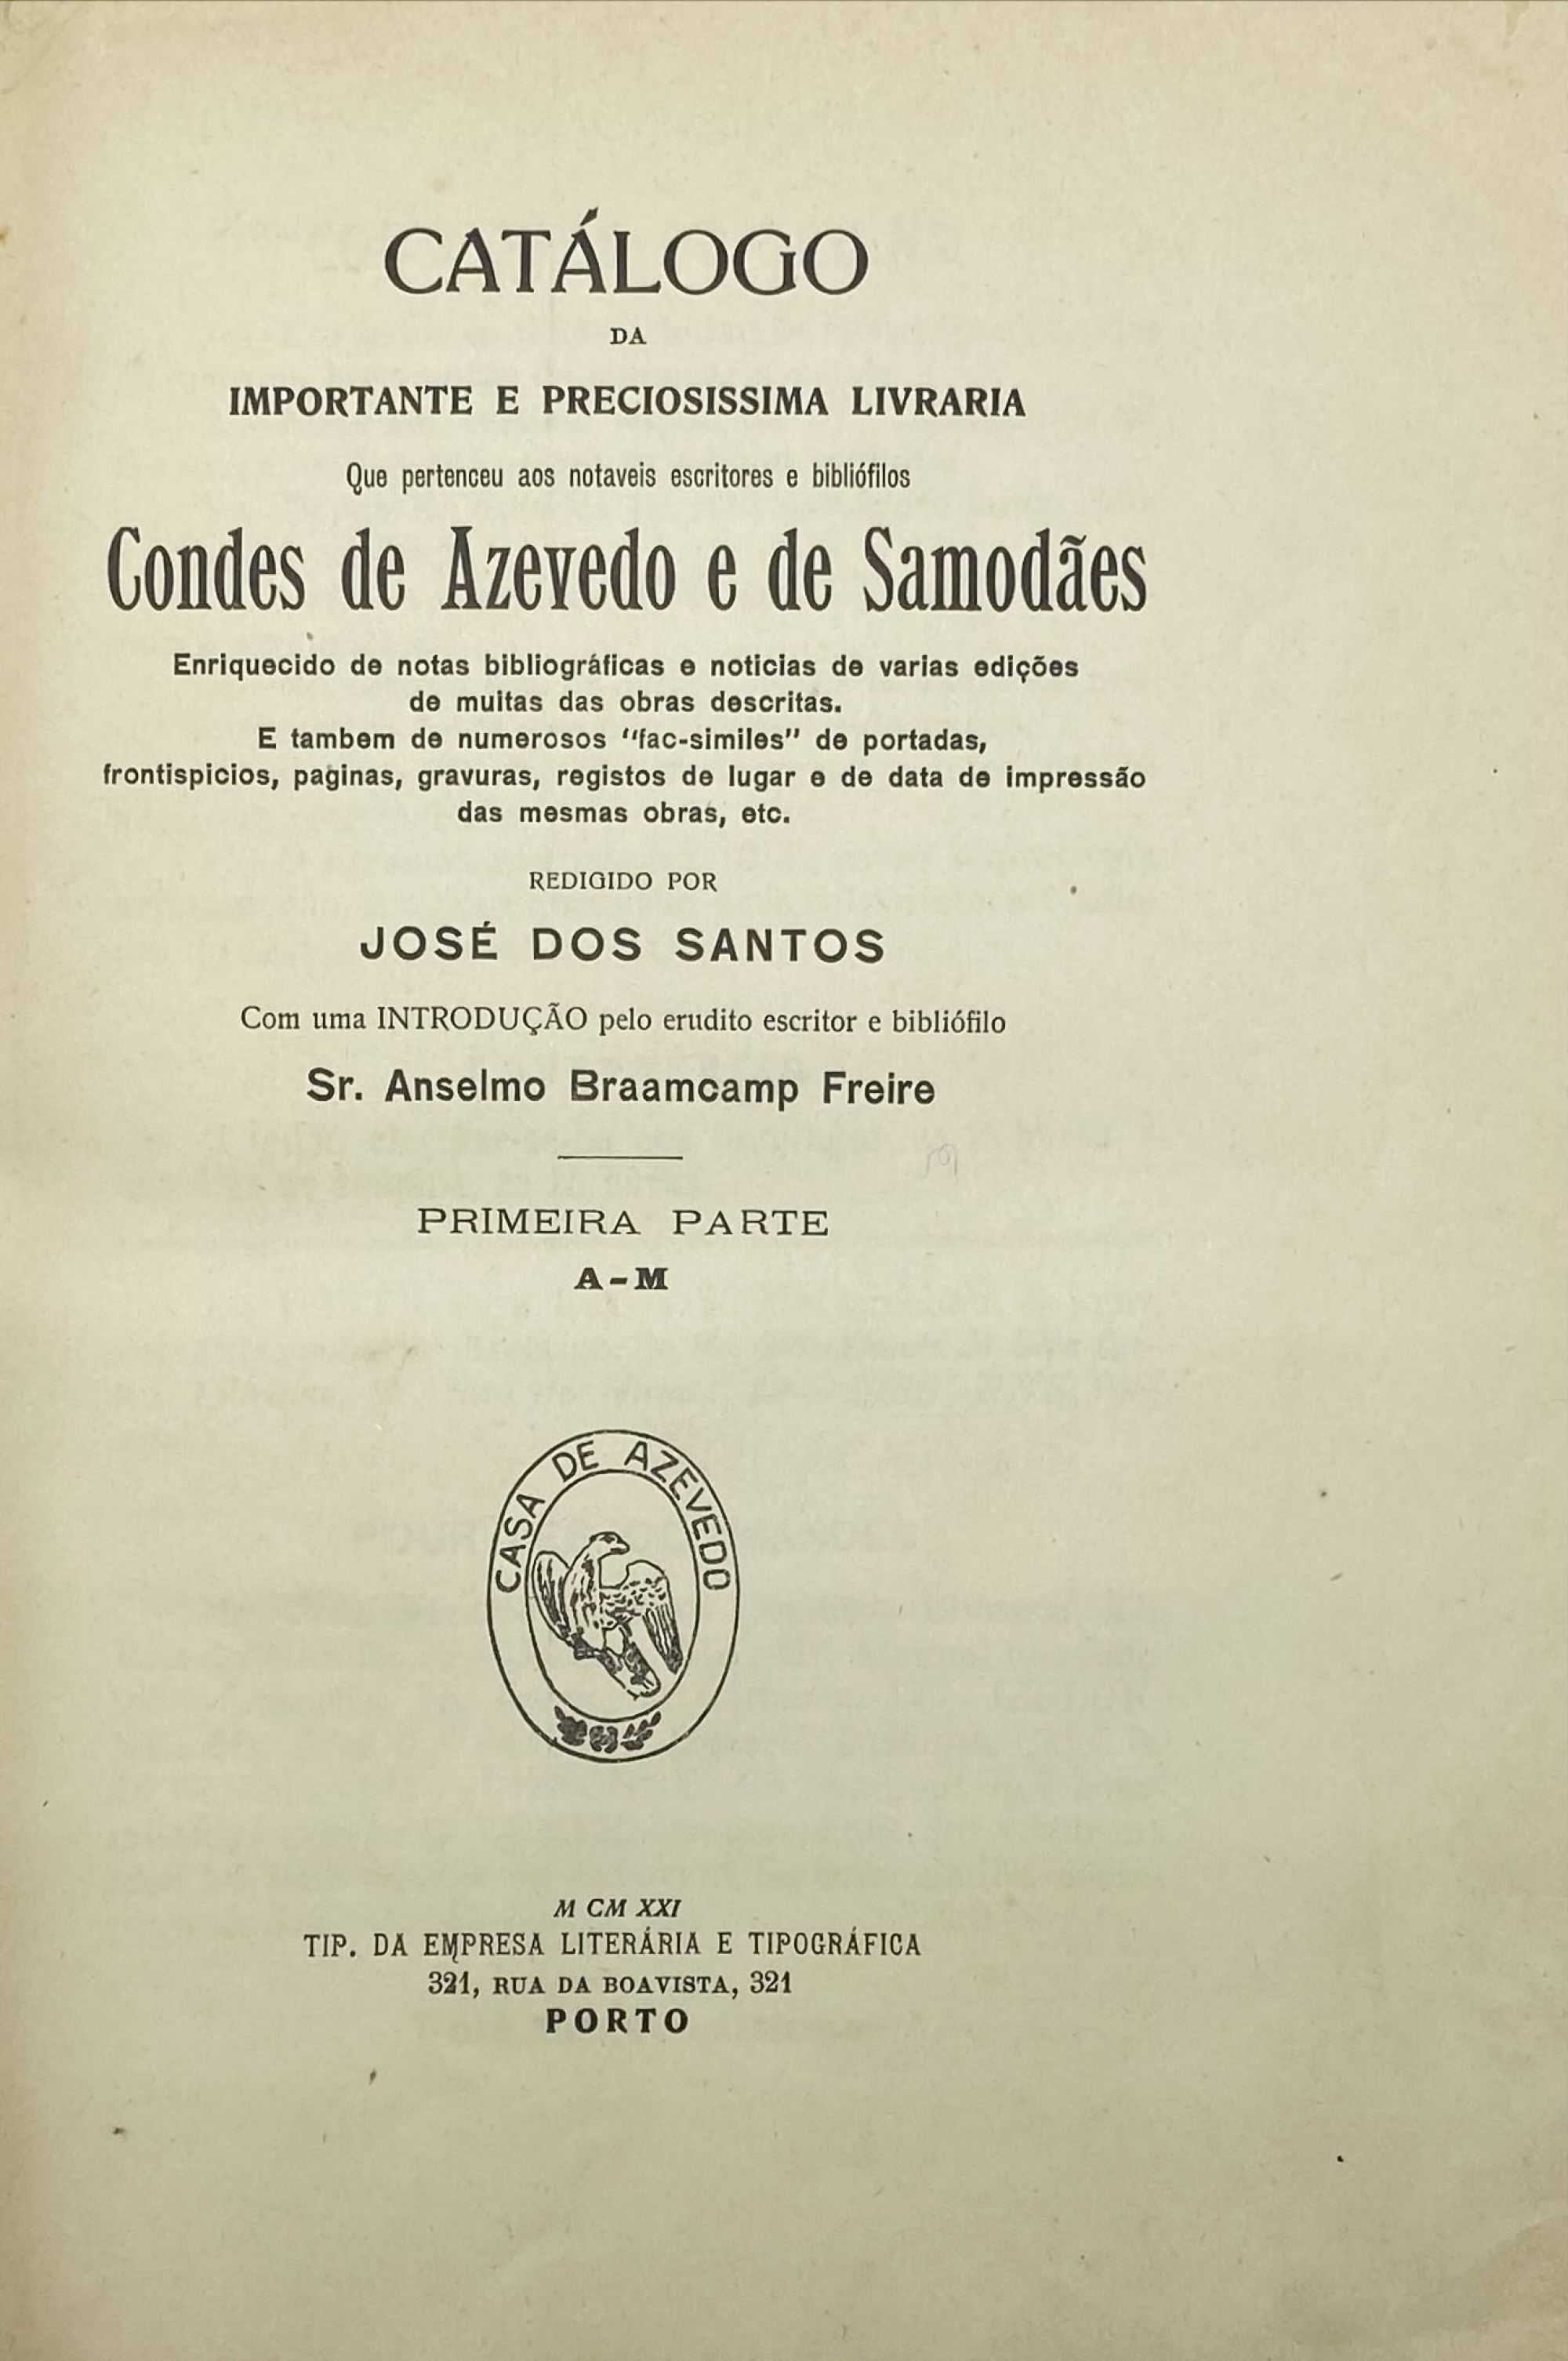 CATÁLOGO
DA
IMPORTANTE E PRECIOSISSIMA LIVRARIA
Que pertenceu aos notaveis escritores e bibliófilos
Condes de Azevedo e de Samodães
Enriquecido de notas bibliográficas e noticias de varias edições
de muitas das obras descritas.
E tambem de numerosos "fac-similes" de portadas,
frontispicios, paginas, gravuras, registos de lugar e de data de impressão
das mesmas obras, etc.
REDIGIDO POR
JOSÉ DOS SANTOS
Com uma INTRODUÇÃO pelo erudito escritor e bibliófilo
Sr. Anselmo Braamcamp Freire
PRIMEIRA PARTE
A-M
CASA DE AZEVEDO
M CM XXI
TIP. DA EMPRESA LITERÁRIA E TIPOGRÁFICA
321, RUA DA BOAVISTA, 321
PORTO